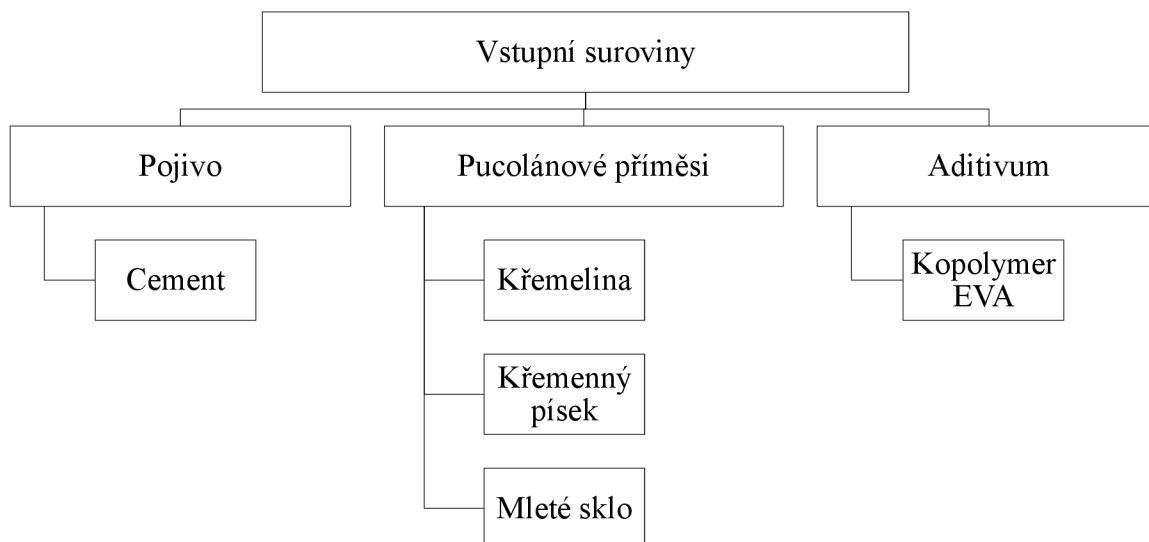 Vstupní suroviny
Pojivo
Pucolánové příměsi
Aditivum
Cement
Křemelina
Kopolymer
EVA
Křemenný
písek
Mleté sklo